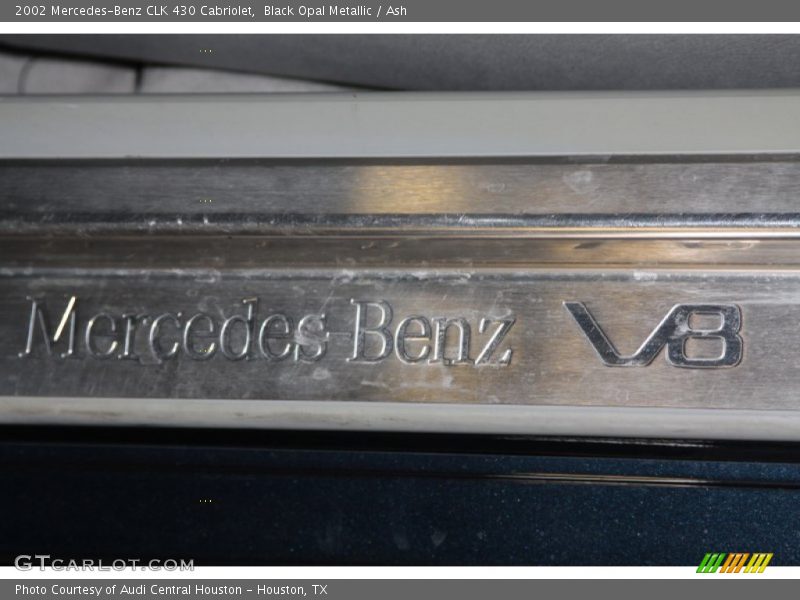 2002 Mercedes-Benz CLK 430 Cabriolet,  Black Opal Metallic / Ash
Mercedes-Benz V8
GTCARLOT.COM
Photo Courtesy of Audi Central Houston - Houston, TX